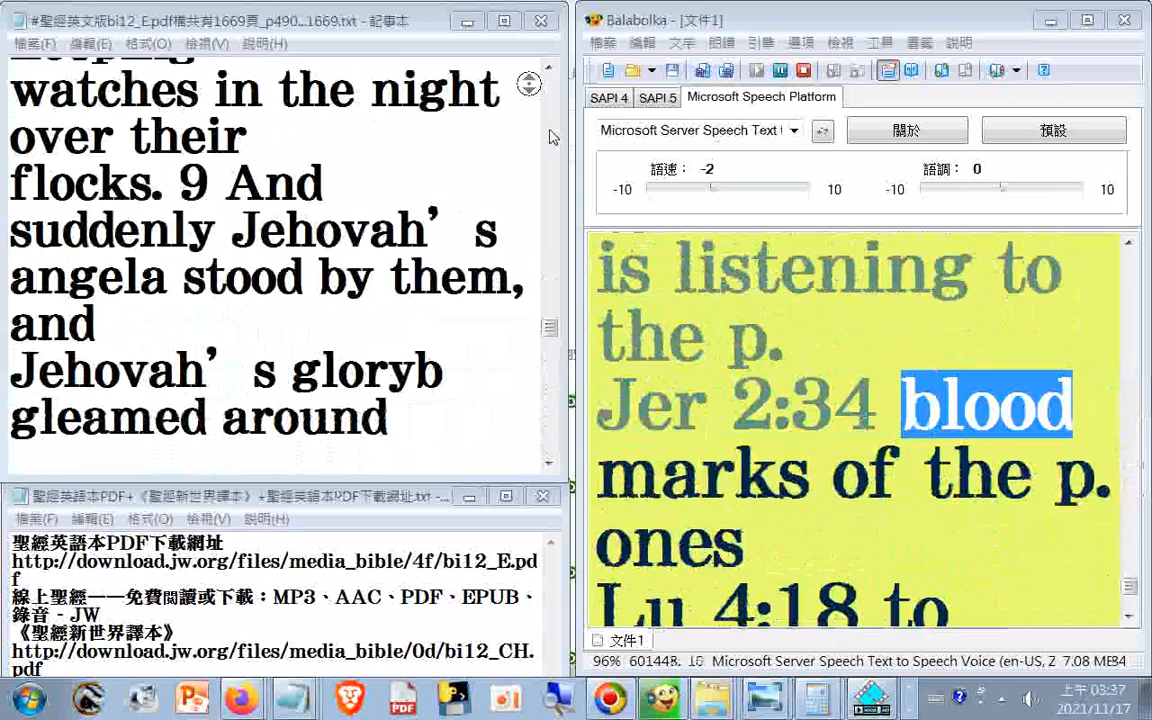 #聖經英文版bi12_E.pdf檔共有1669頁_p490...1669.txt - 記事本
檔案(F) 編輯(E) 格式(O) 檢視(V) 說明(H)
watches in the night
over their
flocks. 9 And
suddenly Jehovah’s
angela stood by them,
and
Jehovah’s gloryb
gleamed around
聖經英語本PDF+《聖經新世界譯本》+聖經英語本PDF下載網址.txt -...
檔案(F) 編輯(E) 格式(O) 檢視(V) 說明(H)
聖經英語本PDF下載網址
http://download.jw.org/files/media_bible/4f/bi12_E.pd
f
線上聖經——免費閱讀或下載：MP3、AAC、PDF、EPUB、
錄音 - JW
《聖經新世界譯本》
http://download.jw.org/files/media_bible/0d/bi12_CH.
pdf
Balabolka - [文件1]
檔案 編輯 文字 朗讀 引擎 選項 檢視 工具 書籤 說明
SAPI 4 SAPI 5 Microsoft Speech Platform
Microsoft Server Speech Text 關於 預設
語速： -2 語調： 0
-10 10 -10 10
is listening to
the p.
Jer 2:34 blood
marks of the p.
ones
Lu 4:18 to
文件1
96% Microsoft Server Speech Text to Speech Voice (en-US, Z 7.08 MB
上午 03:37
2021/11/17